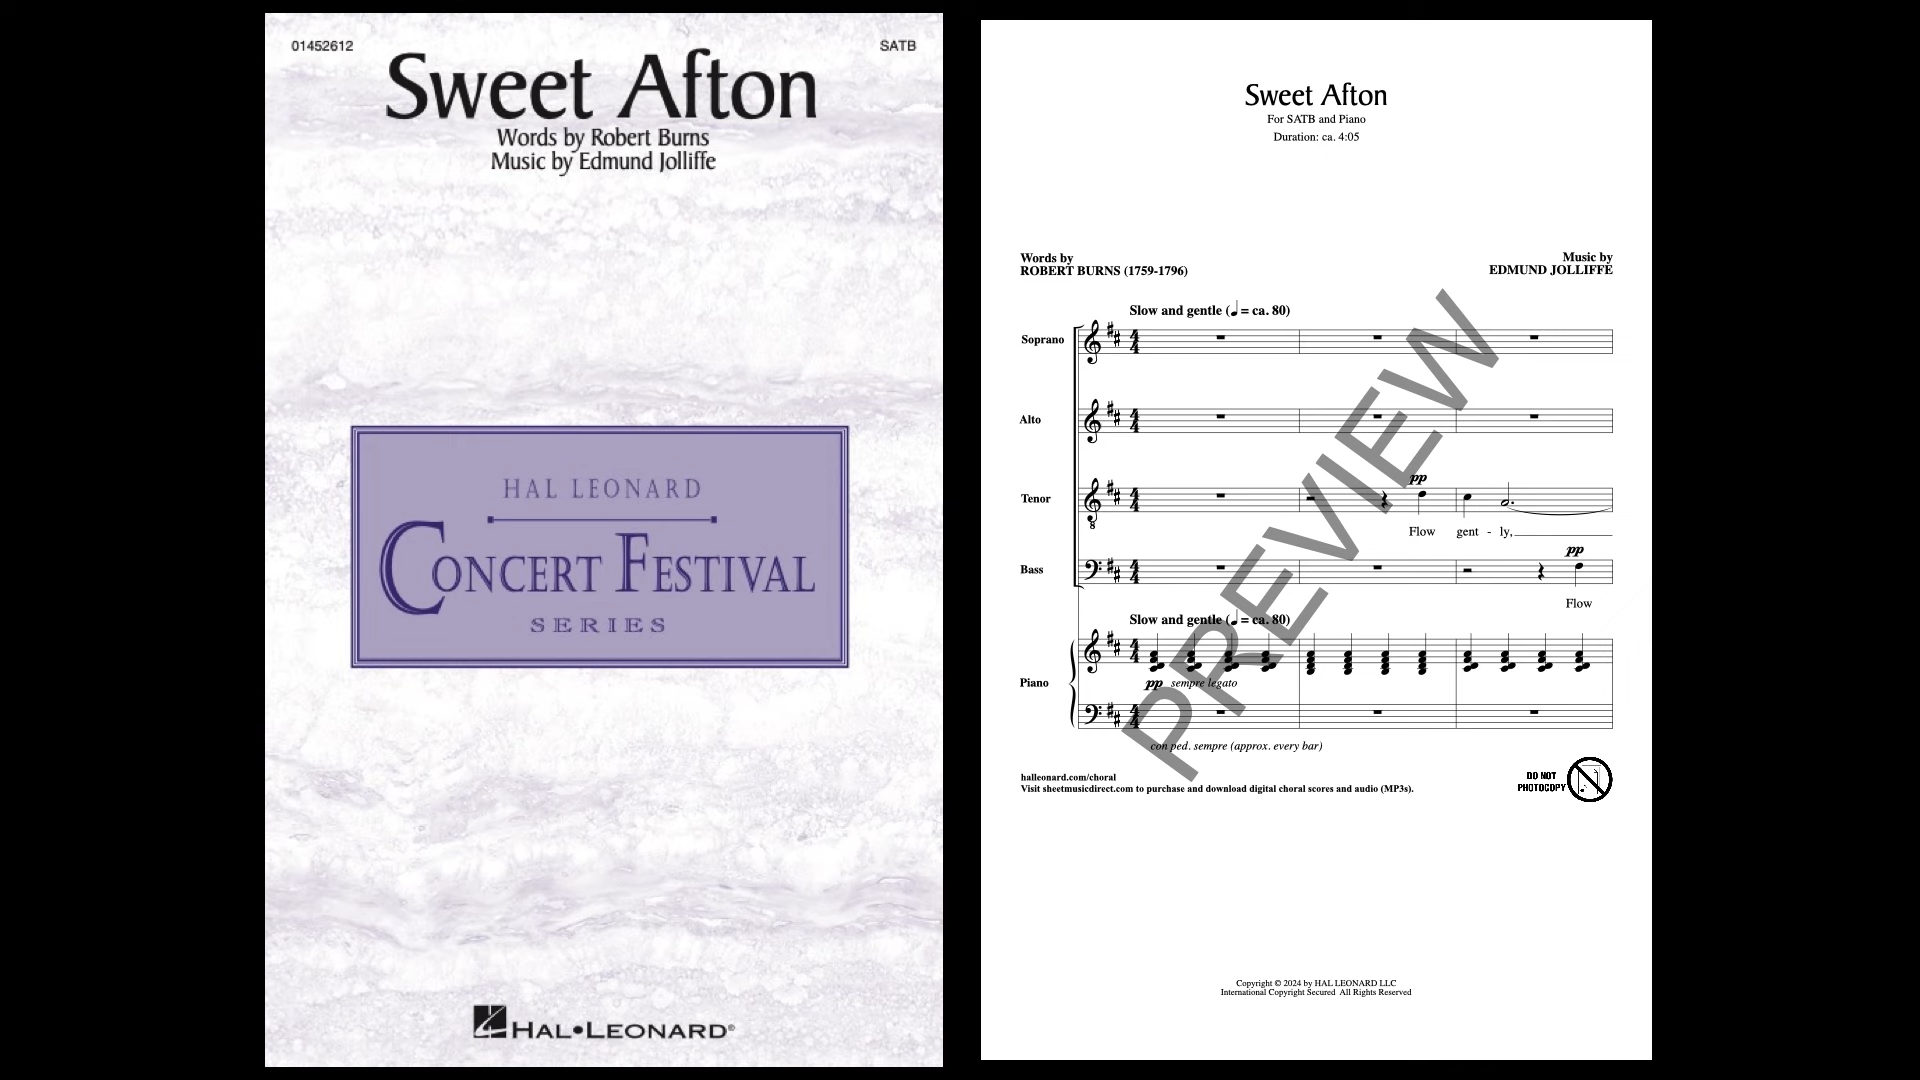 01452612
SATB
Sweet Afton
Words by Robert Burns
Music by Edmund Jolliffe
HAL LEONARD
CONCERT FESTIVAL
SERIES
HAL•LEONARD®
Sweet Afton
For SATB and Piano
Duration: ca. 4:05
Words by
ROBERT BURNS (1759-1796)
Music by
EDMUND JOLLIFFE
Slow and gentle (♩ = ca. 80)
Soprano
Alto
Tenor
pp
8
Flow gent - ly,
Bass
pp
Flow
Slow and gentle (♩ = ca. 80)
Piano
pp sempre legato
con ped. sempre (approx. every bar)
PREVIEW
halleonard.com/choral
Visit sheetmusicdirect.com to purchase and download digital choral scores and audio (MP3s).
DO NOT
PHOTOCOPY
Copyright © 2024 by HAL LEONARD LLC
International Copyright Secured All Rights Reserved